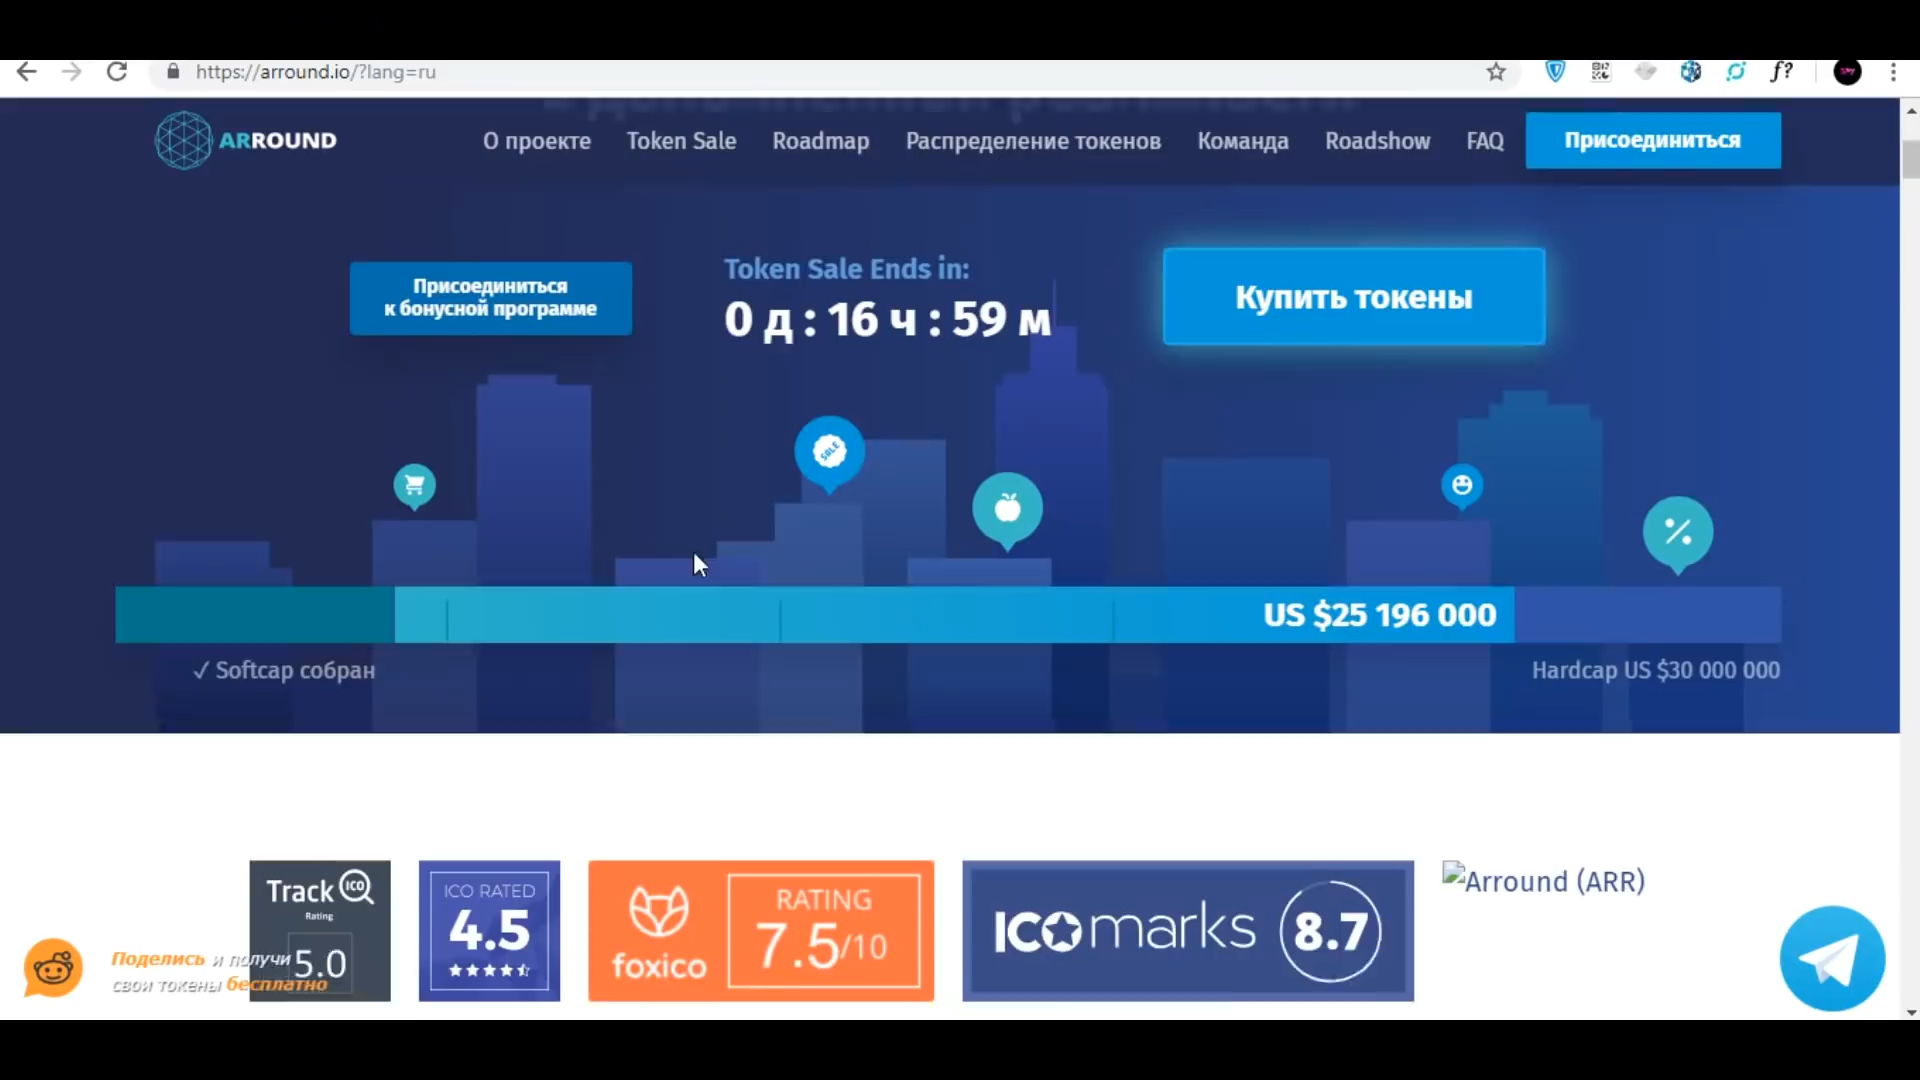 https://arround.io/?lang=ru
f?
ARROUND
О проекте
Token Sale
Roadmap
Распределение токенов
Команда
Roadshow
FAQ
Присоединиться
Присоединиться
к бонусной программе
Token Sale Ends in:
0 д : 16 ч : 59 м
Купить токены
SALE
US $25 196 000
✓ Softcap собран
Hardcap US $30 000 000
Track ICO
Rating
5.0
ICO RATED
4.5
foxico
RATING
7.5/10
ICOmarks
8.7
Arround (ARR)
Поделись и получи
свои токены бесплатно